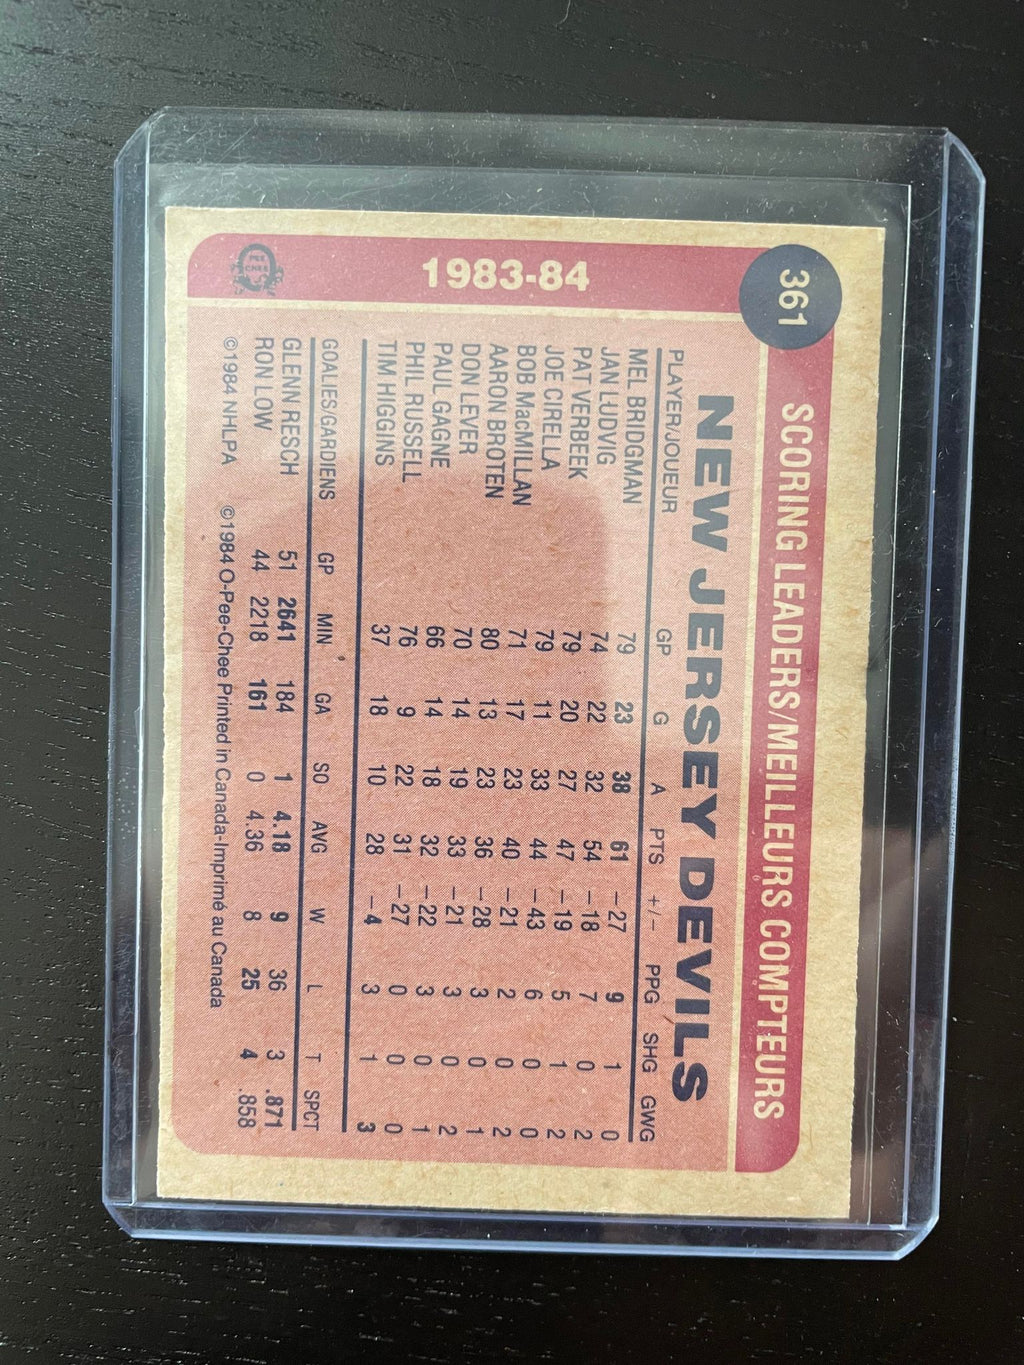 361 SCORING LEADERS/MEILLEURS COMPTEURS
1983-84
NEW JERSEY DEVILS
PLAYER/JOUEUR GP G A PTS +/− PPG SHG GWG
MEL BRIDGMAN 79 23 38 61 −27 9 1 0
JAN LUDVIG 74 22 32 54 −18 7 0 2
PAT VERBEEK 79 20 27 47 −19 5 1 2
JOE CIRELLA 79 11 33 44 −43 6 0 0
BOB MacMILLAN 71 17 23 40 −21 2 0 2
AARON BROTEN 80 13 23 36 −28 3 0 1
DON LEVER 70 14 19 33 −21 3 0 2
PAUL GAGNE 66 14 18 32 −22 3 0 1
PHIL RUSSELL 76 9 22 31 −27 0 0 0
TIM HIGGINS 37 18 10 28 −4 3 1 3
GOALIES/GARDIENS GP MIN GA SO AVG W L T SPCT
GLENN RESCH 51 2641 184 1 4.18 9 36 3 .871
RON LOW 44 2218 161 0 4.36 8 25 4 .858
©1984 NHLPA ©1984 O-Pee-Chee Printed in Canada-Imprimé au Canada
O
PEE
CHEE